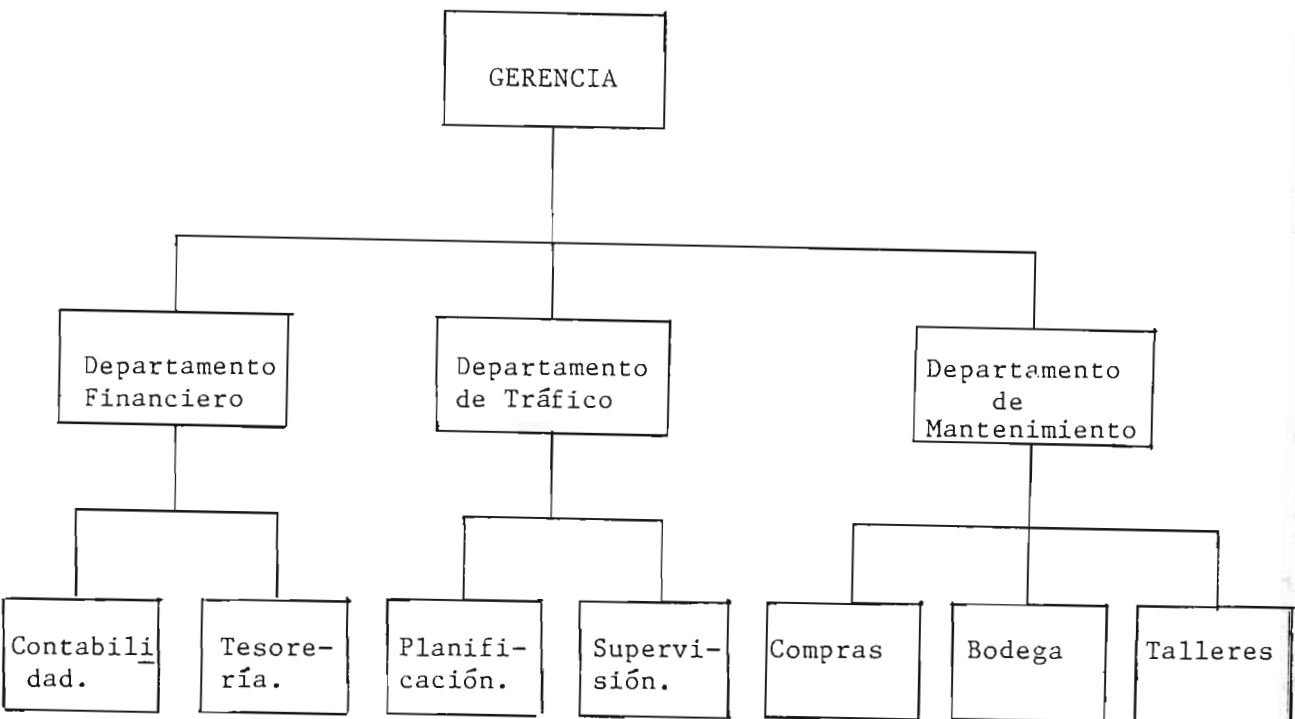 GERENCIA
Departamento
Financiero
Departamento
de Tráfico
Departamento
de
Mantenimiento
Contabili
dad.
Tesore-
ría.
Planifi-
cación.
Supervi-
sión.
Compras
Bodega
Talleres